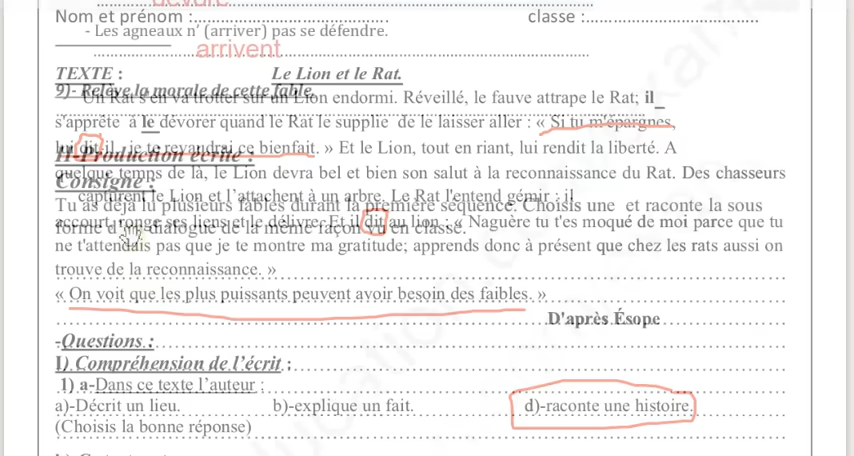 dévore
Nom et prénom :.......................................... classe :......................................
- Les agneaux n' (arriver) pas se défendre.
arrivent
TEXTE : Le Lion et le Rat.
9)- Relève la morale de cette fable.
Un Rat s'en va trotter sur un Lion endormi. Réveillé, le fauve attrape le Rat; il
s'apprête à le dévorer quand le Rat le supplie de le laisser aller : « Si tu m'épargnes,
lui dit-il, je te revaudrai ce bienfait. » Et le Lion, tout en riant, lui rendit la liberté. A
II-Production écrite :
quelque temps de là, le Lion devra bel et bien son salut à la reconnaissance du Rat. Des chasseurs
Consigne :
capturent le Lion et l'attachent à un arbre. Le Rat l'entend gémir : il
Tu as déjà lu plusieurs fables durant la première séquence. Choisis une et raconte la sous
accourt, ronge ses liens et le délivre. Et il dit au lion : « Naguère tu t'es moqué de moi parce que tu
forme d'un dialogue de la même façon vu en classe.
ne t'attendais pas que je te montre ma gratitude; apprends donc à présent que chez les rats aussi on
trouve de la reconnaissance. »
« On voit que les plus puissants peuvent avoir besoin des faibles. »
D'après Ésope
-Questions :
I) Compréhension de l'écrit :
1) a-Dans ce texte l'auteur :
a)-Décrit un lieu. b)-explique un fait. d)-raconte une histoire.
(Choisis la bonne réponse)